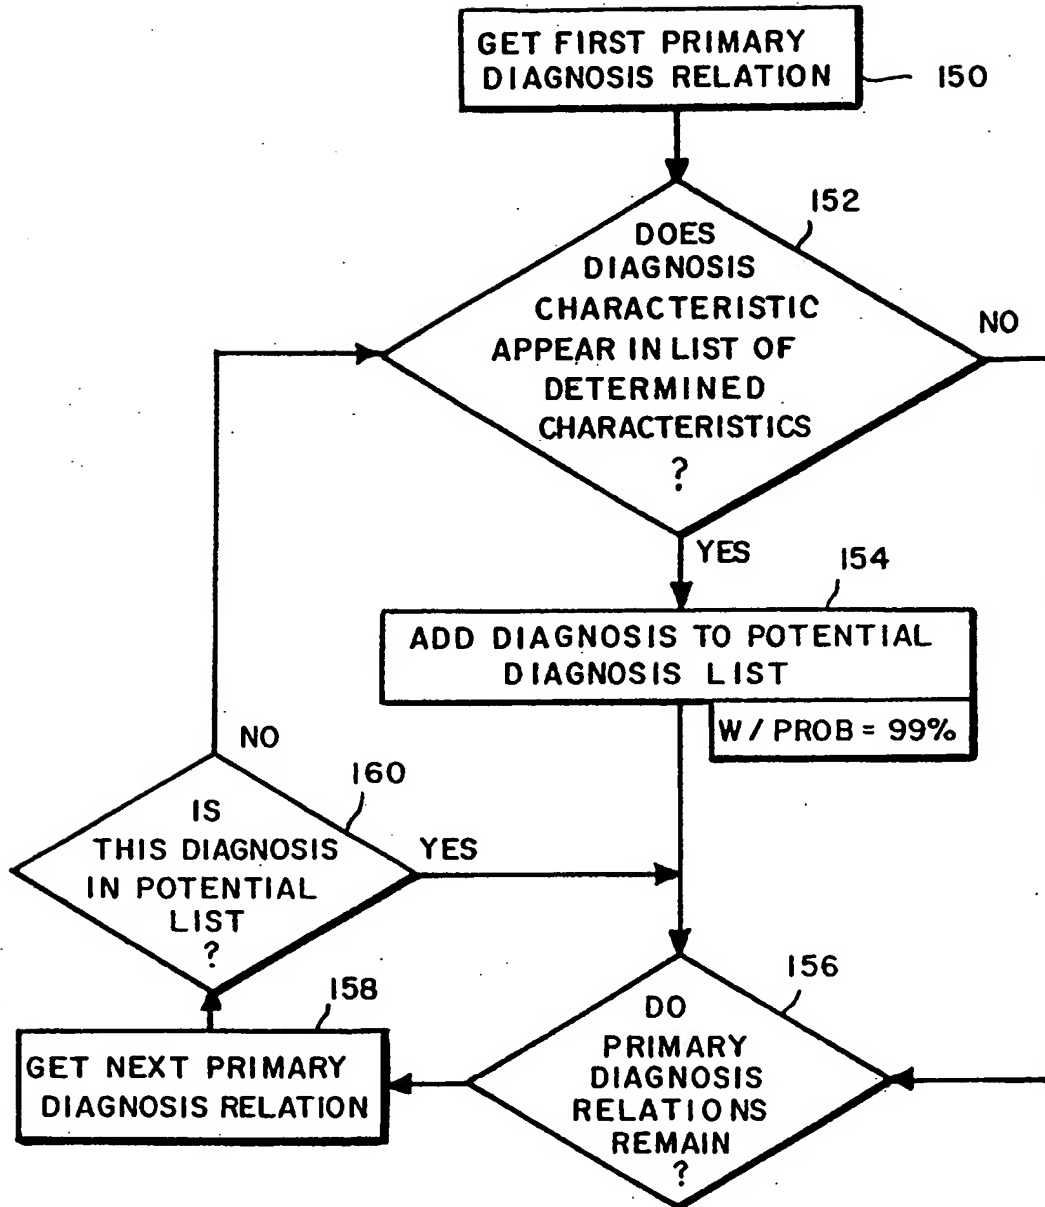 GET FIRST PRIMARY
DIAGNOSIS RELATION
150
152
DOES
DIAGNOSIS
CHARACTERISTIC
APPEAR IN LIST OF
DETERMINED
CHARACTERISTICS
?
NO
YES
154
ADD DIAGNOSIS TO POTENTIAL
DIAGNOSIS LIST
W / PROB = 99%
NO
160
IS
THIS DIAGNOSIS
IN POTENTIAL
LIST
?
YES
156
DO
PRIMARY
DIAGNOSIS
RELATIONS
REMAIN
?
158
GET NEXT PRIMARY
DIAGNOSIS RELATION